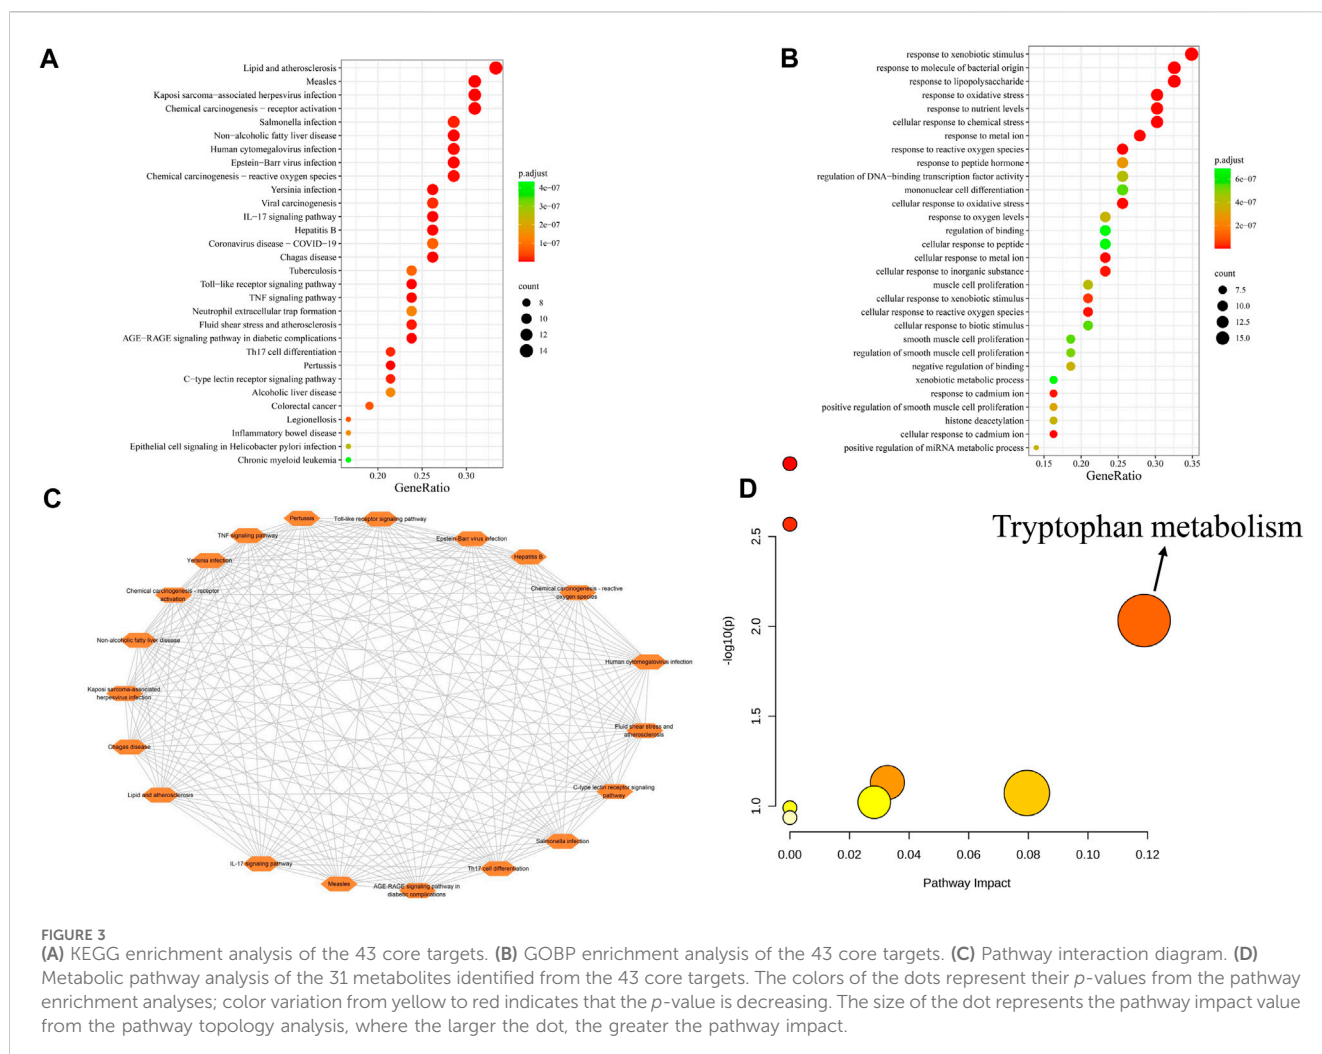 A
Lipid and atherosclerosis
Measles
Kaposi sarcoma−associated herpesvirus infection
Chemical carcinogenesis − receptor activation
Salmonella infection
Non−alcoholic fatty liver disease
Human cytomegalovirus infection
Epstein−Barr virus infection
Chemical carcinogenesis − reactive oxygen species
Yersinia infection
Viral carcinogenesis
IL−17 signaling pathway
Hepatitis B
Coronavirus disease − COVID−19
Chagas disease
Tuberculosis
Toll−like receptor signaling pathway
TNF signaling pathway
Neutrophil extracellular trap formation
Fluid shear stress and atherosclerosis
AGE−RAGE signaling pathway in diabetic complications
Th17 cell differentiation
Pertussis
C−type lectin receptor signaling pathway
Alcoholic liver disease
Colorectal cancer
Legionellosis
Inflammatory bowel disease
Epithelial cell signaling in Helicobacter pylori infection
Chronic myeloid leukemia
0.20 0.25 0.30
GeneRatio
p.adjust
4e−07
3e−07
2e−07
1e−07
count
8
10
12
14
B
response to xenobiotic stimulus
response to molecule of bacterial origin
response to lipopolysaccharide
response to oxidative stress
response to nutrient levels
cellular response to chemical stress
response to metal ion
response to reactive oxygen species
response to peptide hormone
regulation of DNA−binding transcription factor activity
mononuclear cell differentiation
cellular response to oxidative stress
response to oxygen levels
regulation of binding
cellular response to peptide
cellular response to metal ion
cellular response to inorganic substance
muscle cell proliferation
cellular response to xenobiotic stimulus
cellular response to reactive oxygen species
cellular response to biotic stimulus
smooth muscle cell proliferation
regulation of smooth muscle cell proliferation
negative regulation of binding
xenobiotic metabolic process
response to cadmium ion
positive regulation of smooth muscle cell proliferation
histone deacetylation
cellular response to cadmium ion
positive regulation of miRNA metabolic process
0.15 0.20 0.25 0.30 0.35
GeneRatio
p.adjust
6e−07
4e−07
2e−07
count
7.5
10.0
12.5
15.0
C
Pertussis
Toll-like receptor signaling pathway
TNF signaling pathway
Epstein-Barr virus infection
Yersinia infection
Hepatitis B
Chemical carcinogenesis - receptor
activation
Chemical carcinogenesis - reactive
oxygen species
Non-alcoholic fatty liver disease
Human cytomegalovirus infection
Kaposi sarcoma-associated
herpesvirus infection
Fluid shear stress and
atherosclerosis
Chagas disease
Lipid and atherosclerosis
C-type lectin receptor signaling
pathway
Salmonella infection
IL-17 signaling pathway
Th17 cell differentiation
Measles
AGE-RAGE signaling pathway in
diabetic complications
D
Tryptophan metabolism
-log10(p)
2.5
2.0
1.5
1.0
0.00 0.02 0.04 0.06 0.08 0.10 0.12
Pathway Impact
FIGURE 3
(A) KEGG enrichment analysis of the 43 core targets. (B) GOBP enrichment analysis of the 43 core targets. (C) Pathway interaction diagram. (D)
Metabolic pathway analysis of the 31 metabolites identified from the 43 core targets. The colors of the dots represent their p-values from the pathway
enrichment analyses; color variation from yellow to red indicates that the p-value is decreasing. The size of the dot represents the pathway impact value
from the pathway topology analysis, where the larger the dot, the greater the pathway impact.